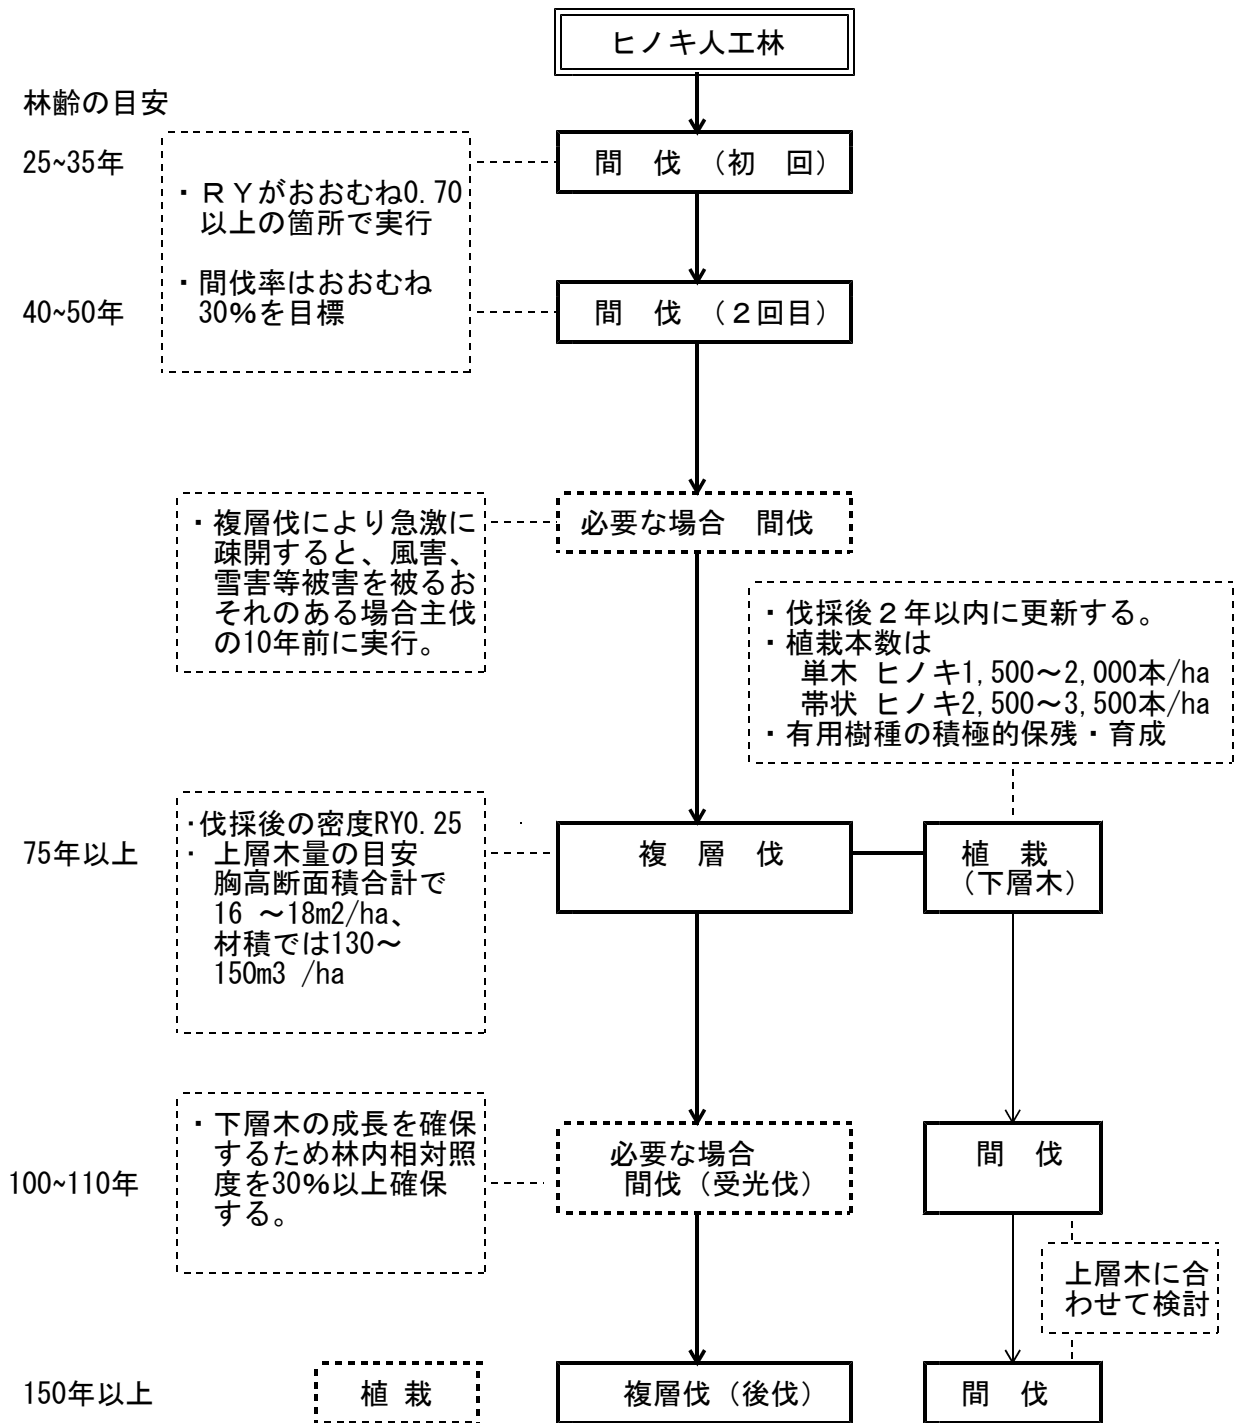 ヒノキ人工林
林齢の目安
25~35年
間 伐 (初 回)
・ＲＹがおおむね0.70
以上の箇所で実行
・間伐率はおおむね
30%を目標
40~50年
間 伐 (２回目)
必要な場合 間伐
・複層伐により急激に
疎開すると、風害、
雪害等被害を被るお
それのある場合主伐
の10年前に実行。
・伐採後２年以内に更新する。
・植栽本数は
単木 ヒノキ1,500～2,000本/ha
帯状 ヒノキ2,500～3,500本/ha
・有用樹種の積極的保残・育成
・伐採後の密度RY0.25
・ 上層木量の目安
胸高断面積合計で
16 ～18m2/ha、
材積では130～
150m3 /ha
75年以上
複 層 伐
植 栽
(下層木)
・下層木の成長を確保
するため林内相対照
度を30%以上確保
する。
100~110年
必要な場合
間伐(受光伐)
間 伐
上層木に合
わせて検討
150年以上
植 栽
複層伐(後伐)
間 伐